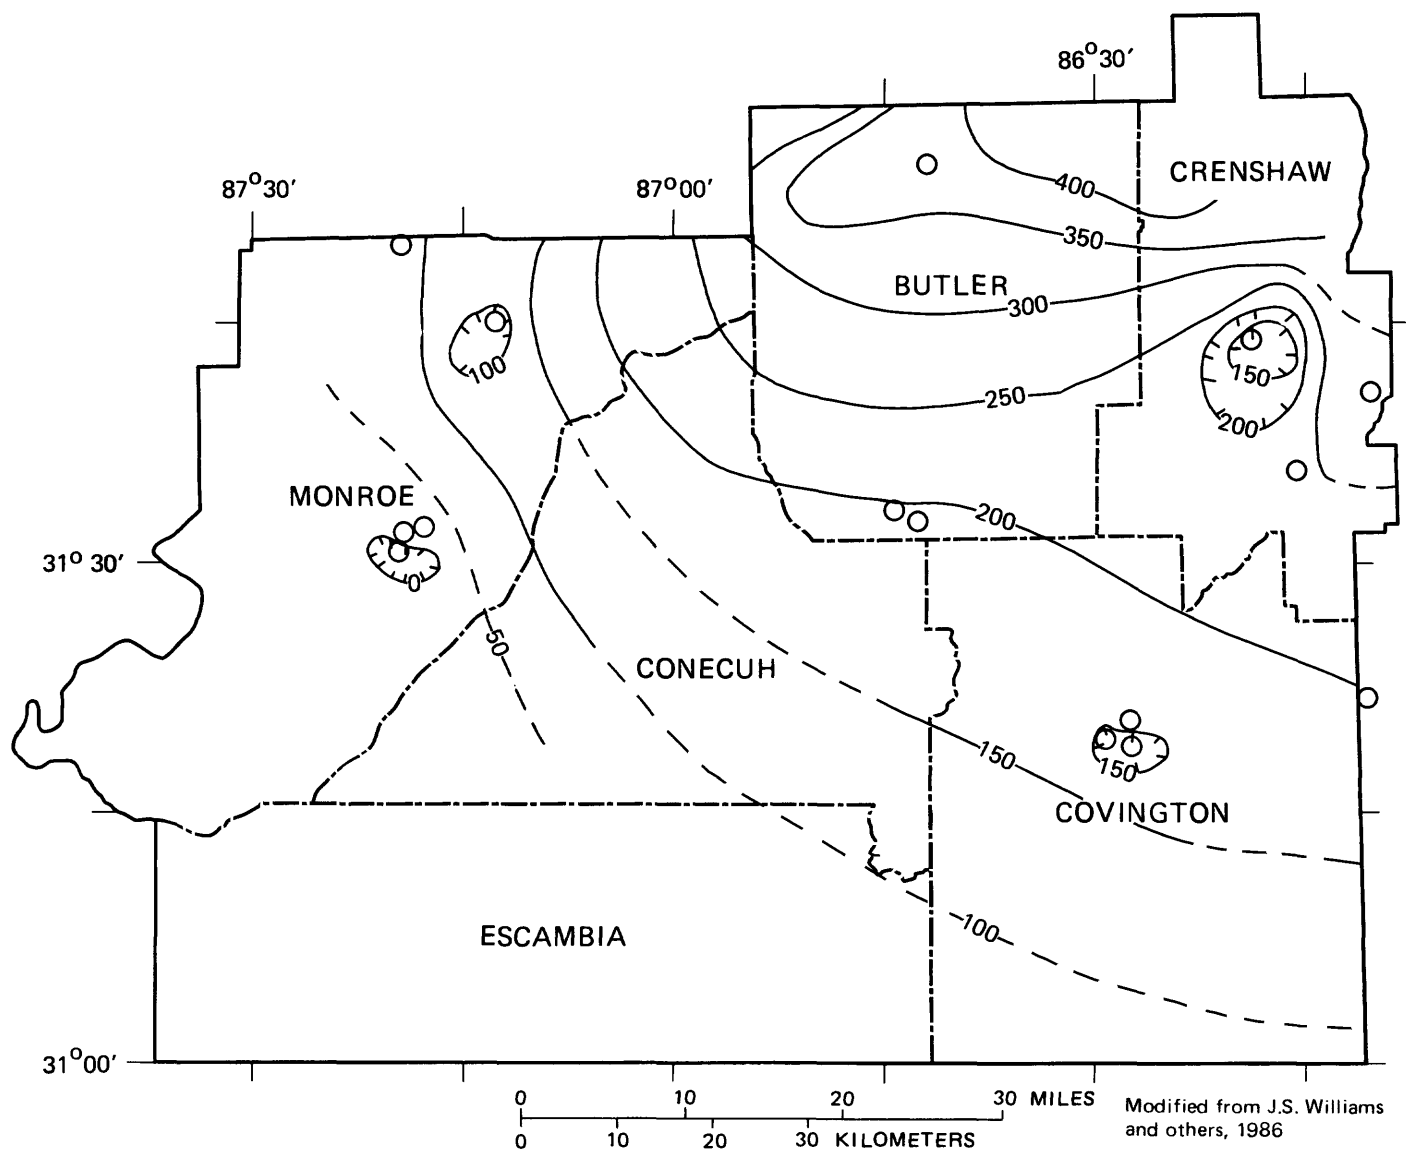 86°30'
CRENSHAW
87°30'
87°00'
400
350
BUTLER
300
100
150
250
200
MONROE
200
31° 30'
0
50
CONECUH
150
150
COVINGTON
100
ESCAMBIA
31°00'
0 10 20 30 MILES
0 10 20 30 KILOMETERS
Modified from J.S. Williams
and others, 1986